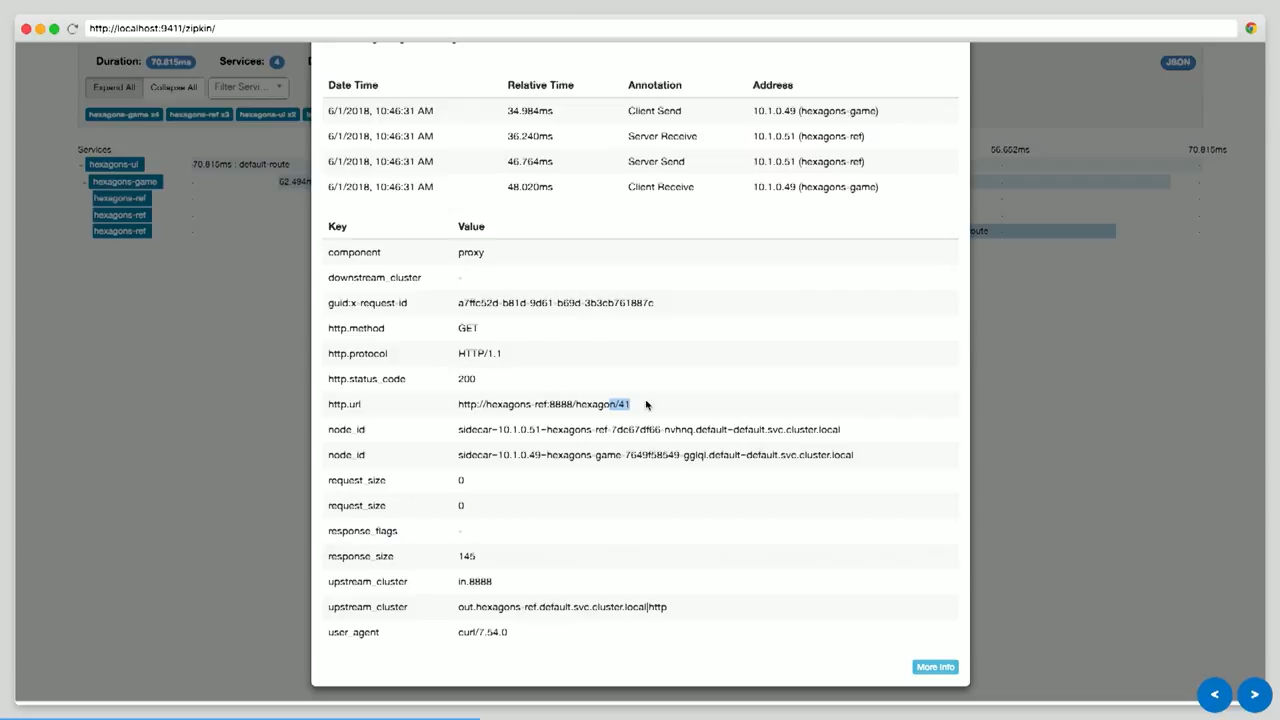 http://localhost:9411/zipkin/
Duration: 70.815ms Services: 4
JSON
Expand All Collapse All Filter Servi...
hexagons-game x4 hexagons-ref x3 hexagons-ui x2
Date Time Relative Time Annotation Address
6/1/2018, 10:46:31 AM 34.984ms Client Send 10.1.0.49 (hexagons-game)
6/1/2018, 10:46:31 AM 36.240ms Server Receive 10.1.0.51 (hexagons-ref)
6/1/2018, 10:46:31 AM 46.764ms Server Send 10.1.0.51 (hexagons-ref)
6/1/2018, 10:46:31 AM 48.020ms Client Receive 10.1.0.49 (hexagons-game)
Services 56.652ms 70.815ms
- hexagons-ui 70.815ms : default-route
- hexagons-game 62.494m
hexagons-ref
hexagons-ref
hexagons-ref oute
Key Value
component proxy
downstream_cluster -
guid:x-request-id a7ffc52d-b81d-9d61-b69d-3b3cb761887c
http.method GET
http.protocol HTTP/1.1
http.status_code 200
http.url http://hexagons-ref:8888/hexagon/41
node_id sidecar~10.1.0.51~hexagons-ref-7dc67df66-nvhnq.default~default.svc.cluster.local
node_id sidecar~10.1.0.49~hexagons-game-7649f58549-gglql.default~default.svc.cluster.local
request_size 0
request_size 0
response_flags -
response_size 145
upstream_cluster in.8888
upstream_cluster out.hexagons-ref.default.svc.cluster.local|http
user_agent curl/7.54.0
More Info
< >